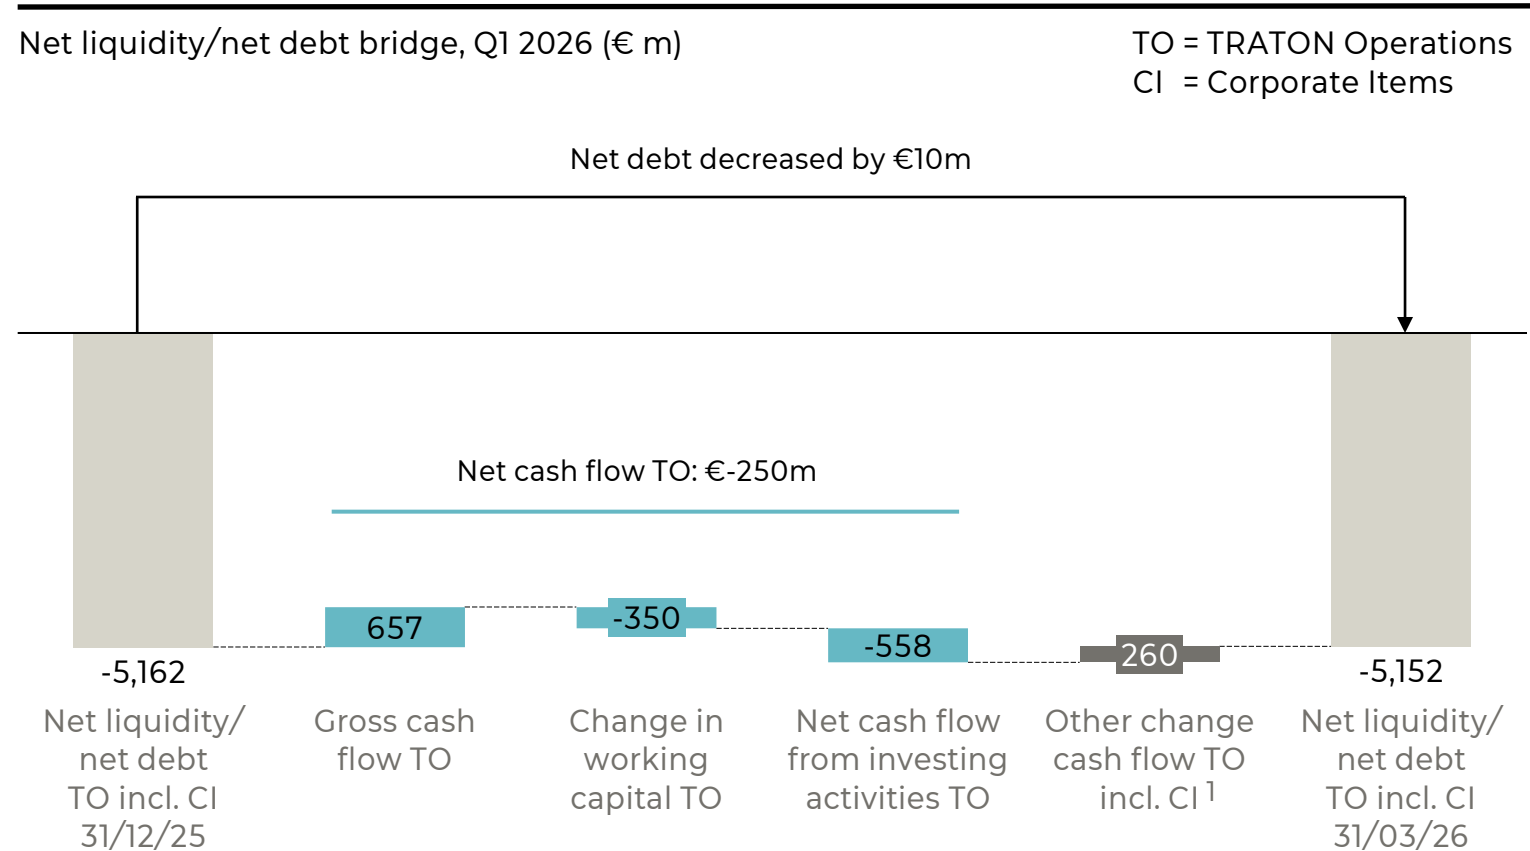 Net liquidity/net debt bridge, Q1 2026 (€ m)
TO = TRATON Operations
CI = Corporate Items
Net debt decreased by €10m
Net cash flow TO: €-250m
657
-350
-558
260
-5,162
-5,152
Net liquidity/
net debt
TO incl. CI
31/12/25
Gross cash
flow TO
Change in
working
capital TO
Net cash flow
from investing
activities TO
Other change
cash flow TO
incl. CI 1
Net liquidity/
net debt
TO incl. CI
31/03/26